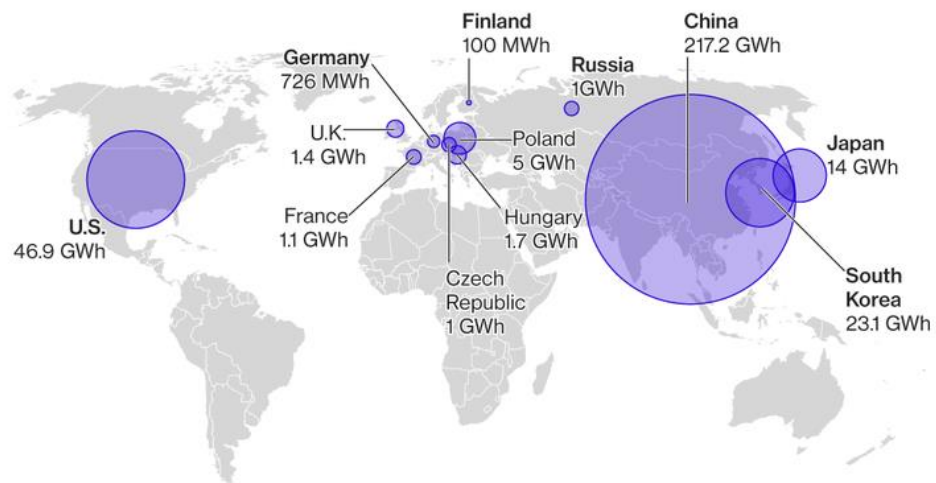 Finland
100 MWh
China
217.2 GWh
Germany
726 MWh
Russia
1GWh
U.K.
1.4 GWh
Poland
5 GWh
Japan
14 GWh
France
1.1 GWh
Hungary
1.7 GWh
U.S.
46.9 GWh
Czech
Republic
1 GWh
South
Korea
23.1 GWh